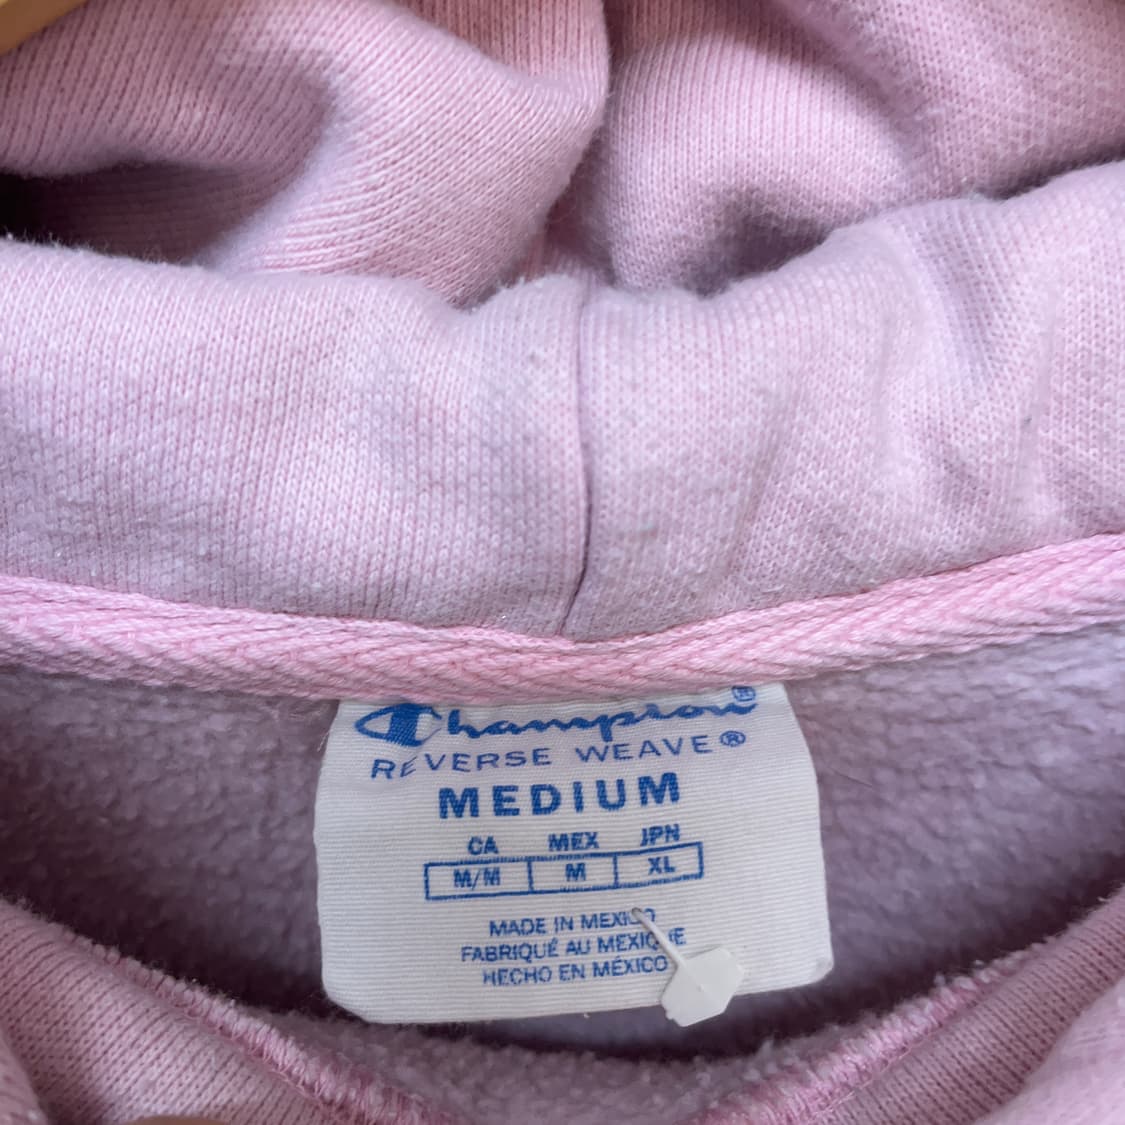 Champion®
REVERSE WEAVE®
MEDIUM
CA MEX JPN
M/M M XL
MADE IN MEXICO
FABRIQUÉ AU MEXIQUE
HECHO EN MÉXICO